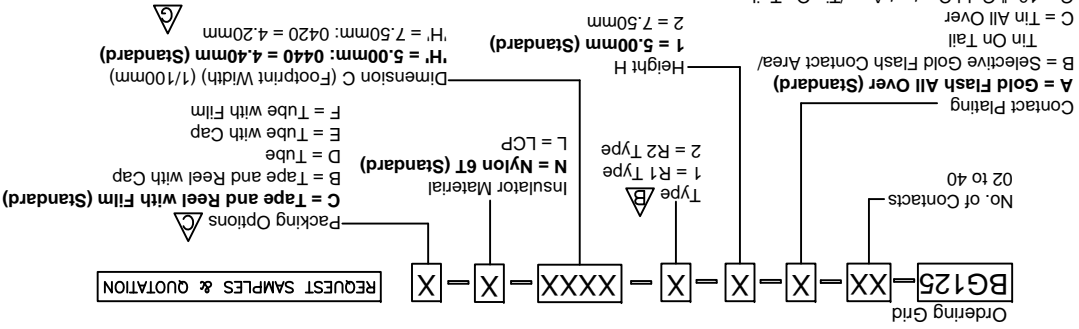 Ordering Grid
BG125 - XX - X - X - X - XXXX - X - X
REQUEST SAMPLES & QUOTATION
No. of Contacts
02 to 40
Contact Plating
A = Gold Flash All Over (Standard)
B = Selective Gold Flash Contact Area/
Tin On Tail
C = Tin All Over
Height H
1 = 5.00mm (Standard)
2 = 7.50mm
Type B
1 = R1 Type
2 = R2 Type
Dimension C (Footprint Width) (1/100mm)
'H' = 5.00mm: 0440 = 4.40mm (Standard)
'H' = 7.50mm: 0420 = 4.20mm
G
Insulator Material
N = Nylon 6T (Standard)
L = LCP
Packing Options C
C = Tape and Reel with Film (Standard)
B = Tape and Reel with Cap
D = Tube
E = Tube with Cap
F = Tube with Film